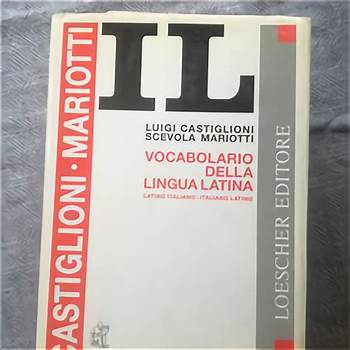 IL
LUIGI CASTIGLIONI
SCEVOLA MARIOTTI
VOCABOLARIO
DELLA
LINGUA LATINA
LATINO ITALIANO - ITALIANO LATINO
CASTIGLIONI · MARIOTTI
LOESCHER EDITORE